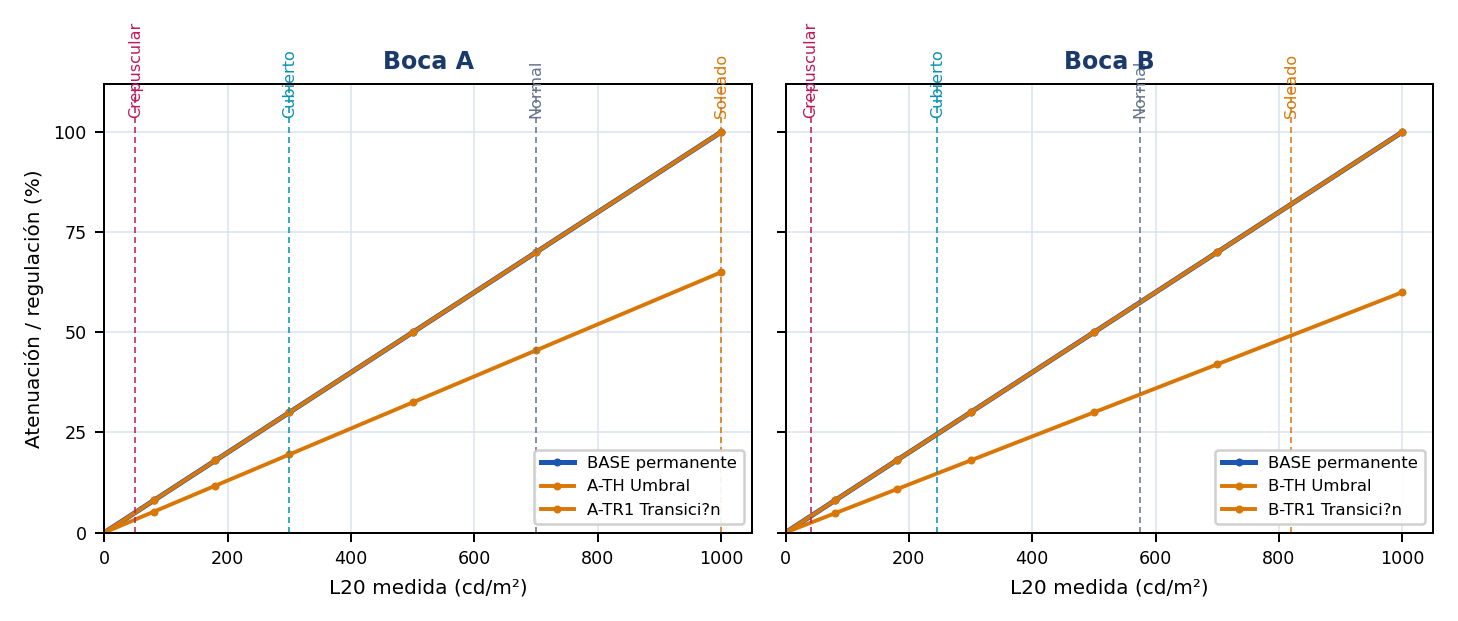 Boca A
Crepuscular
Cubierto
Normal
Soleado
Atenuación / regulación (%)
100
75
50
25
0
0 200 400 600 800 1000
L20 medida (cd/m²)
BASE permanente
A-TH Umbral
A-TR1 Transici?n
Boca B
Crepuscular
Cubierto
Normal
Soleado
0 200 400 600 800 1000
L20 medida (cd/m²)
BASE permanente
B-TH Umbral
B-TR1 Transici?n